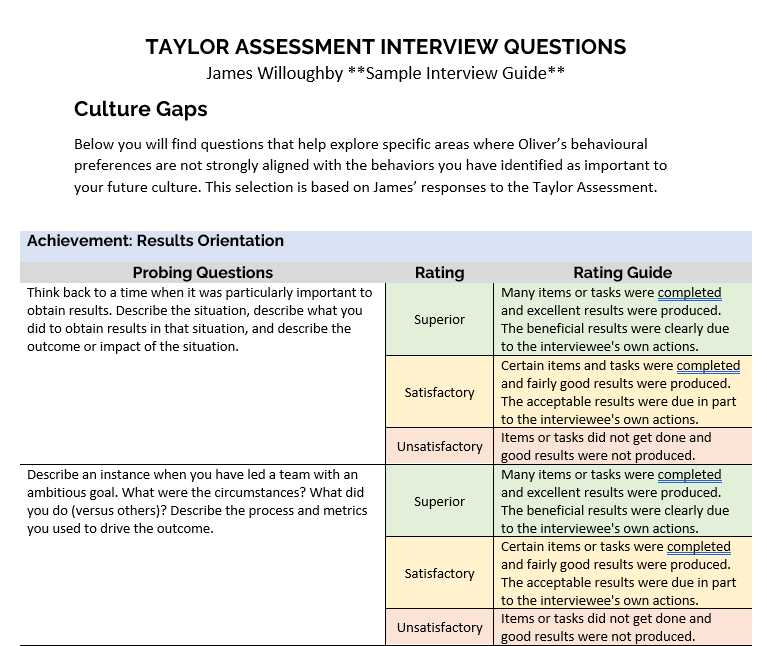 TAYLOR ASSESSMENT INTERVIEW QUESTIONS
James Willoughby **Sample Interview Guide**
Culture Gaps
Below you will find questions that help explore specific areas where Oliver’s behavioural
preferences are not strongly aligned with the behaviors you have identified as important to
your future culture. This selection is based on James’ responses to the Taylor Assessment.
Achievement: Results Orientation
Probing Questions
Rating
Rating Guide
Think back to a time when it was particularly important to
obtain results. Describe the situation, describe what you
did to obtain results in that situation, and describe the
outcome or impact of the situation.
Superior
Many items or tasks were completed
and excellent results were produced.
The beneficial results were clearly due
to the interviewee's own actions.
Satisfactory
Certain items and tasks were completed
and fairly good results were produced.
The acceptable results were due in part
to the interviewee's own actions.
Unsatisfactory
Items or tasks did not get done and
good results were not produced.
Describe an instance when you have led a team with an
ambitious goal. What were the circumstances? What did
you do (versus others)? Describe the process and metrics
you used to drive the outcome.
Superior
Many items or tasks were completed
and excellent results were produced.
The beneficial results were clearly due
to the interviewee's own actions.
Satisfactory
Certain items or tasks were completed
and fairly good results were produced.
The acceptable results were due in part
to the interviewee's own actions.
Unsatisfactory
Items or tasks did not get done and
good results were not produced.